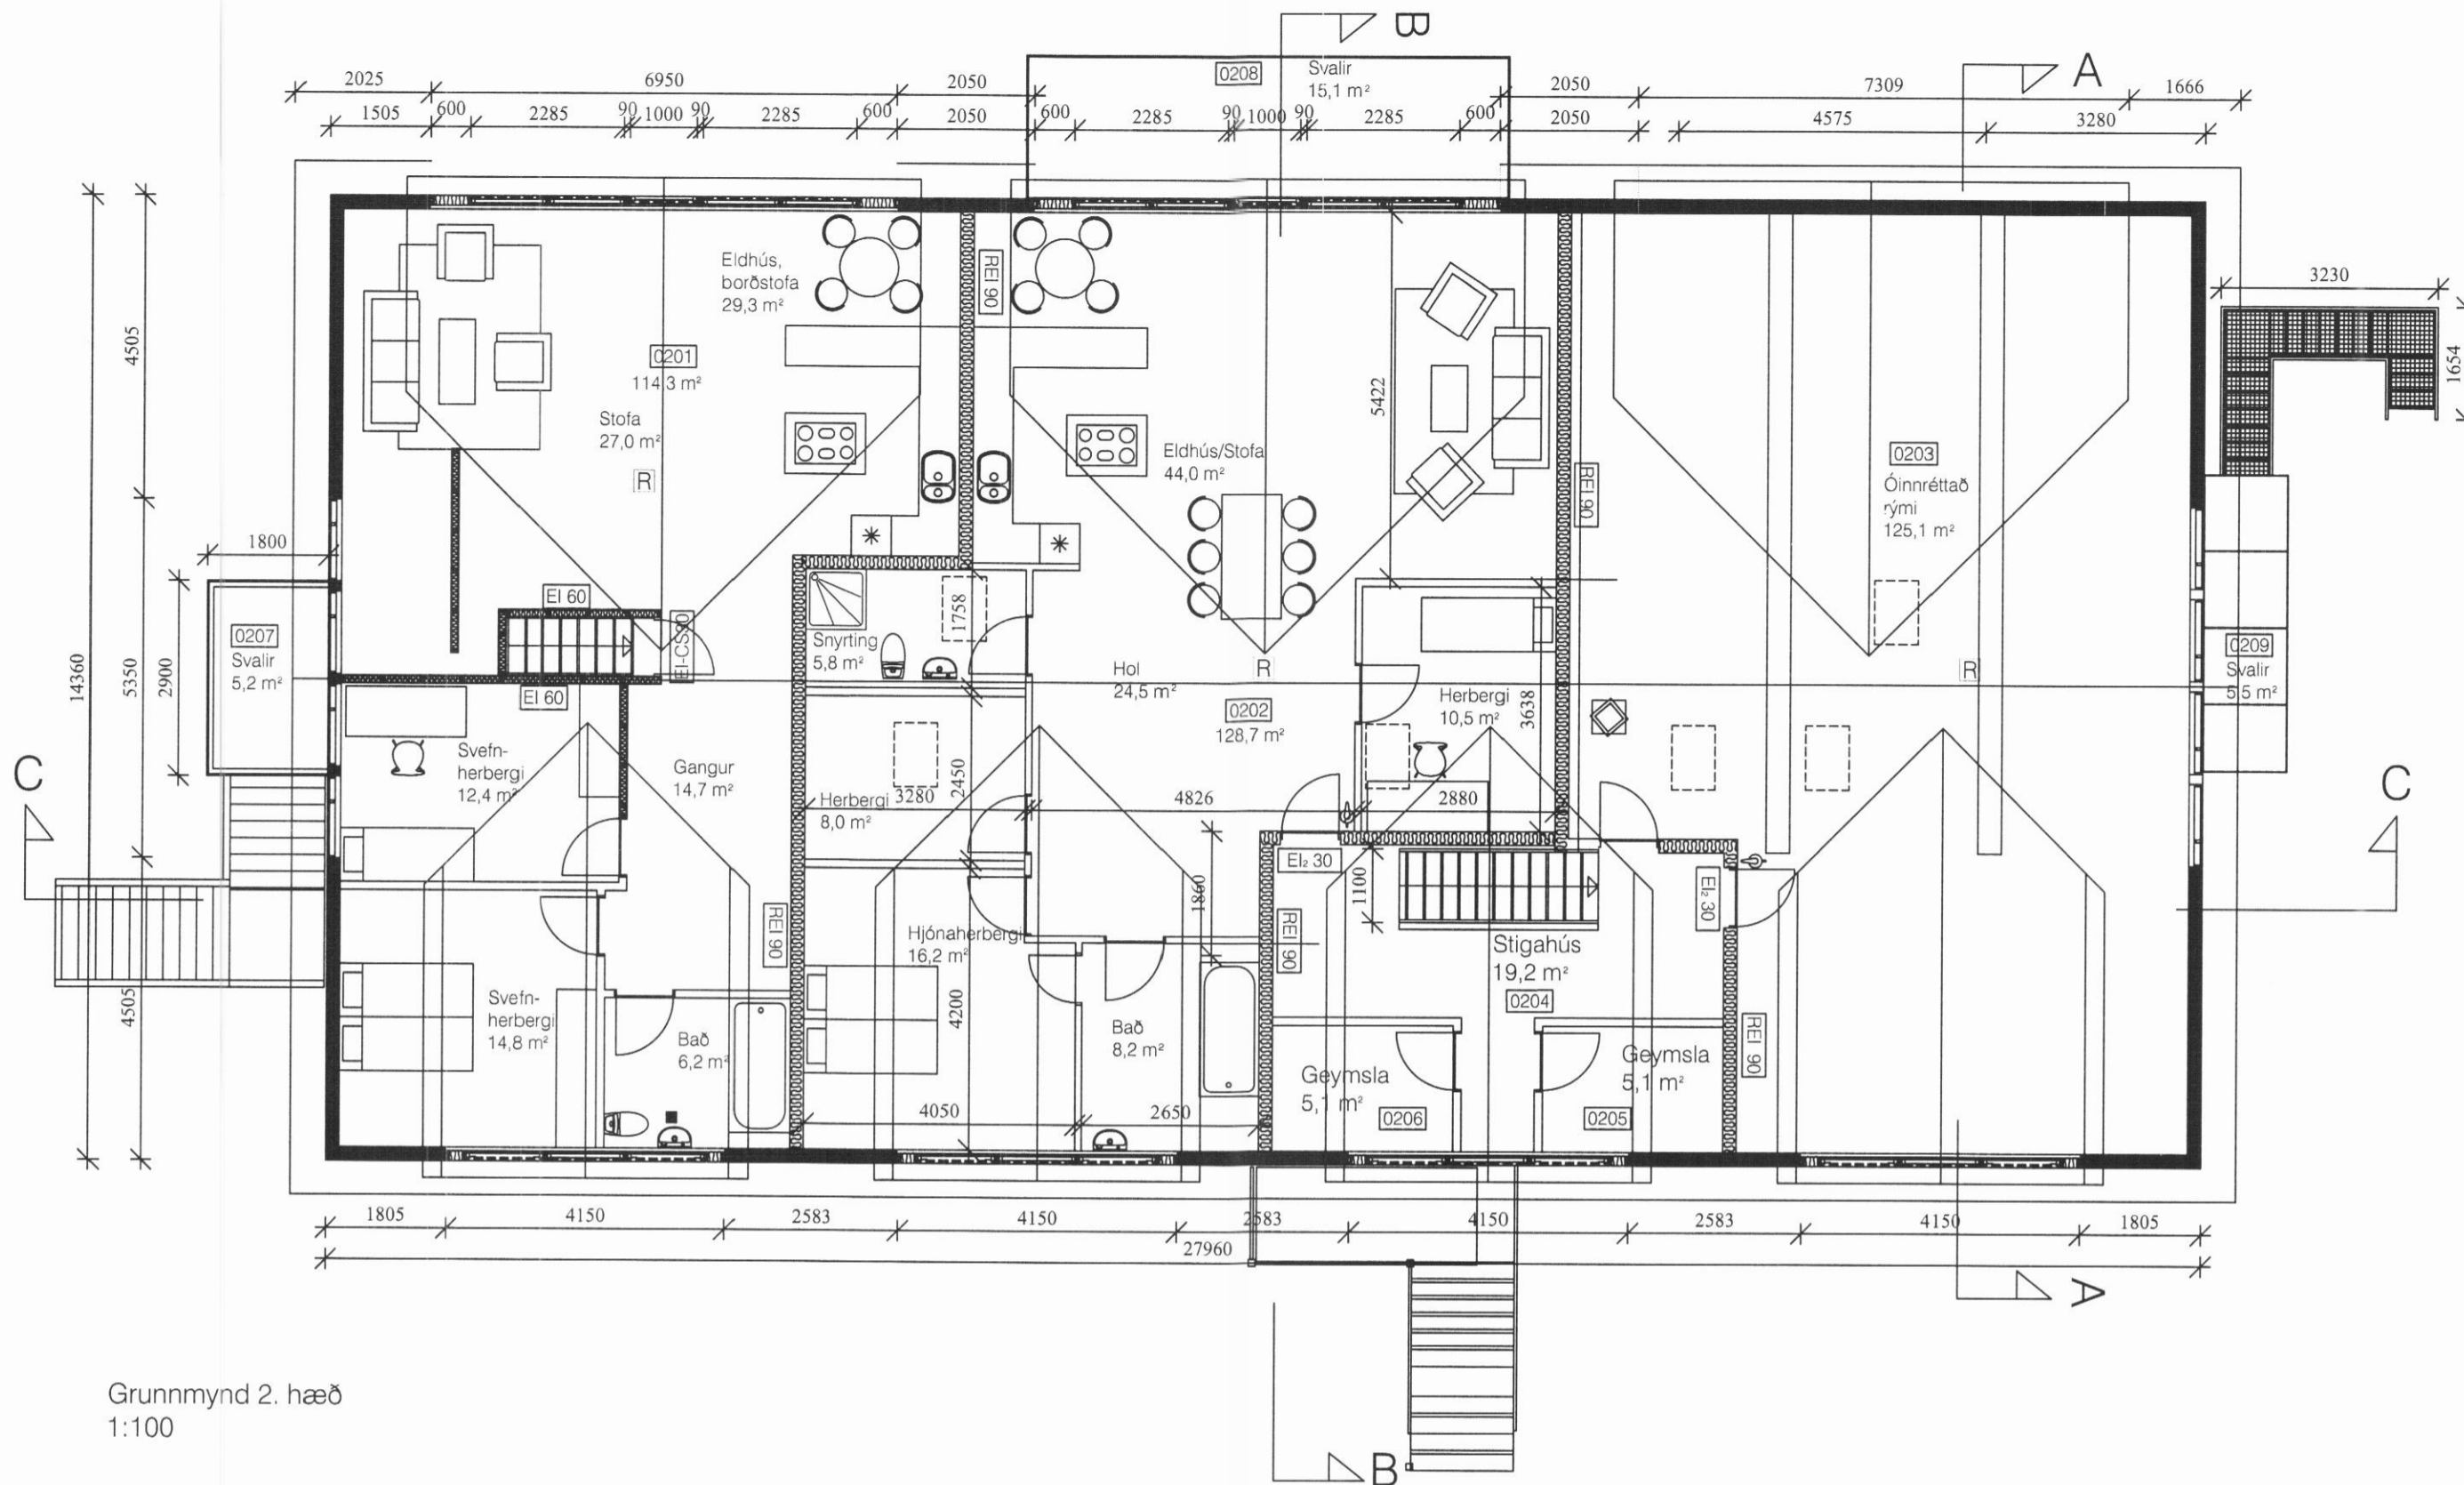 B
A
0208
Svalir
15,1 m²
2025
6950
2050
2050
7309
1666
1505
600
2285
90
1000
90
2285
600
2050
600
2285
90
1000
90
2285
600
2050
4575
3280
3230
1654
14360
4505
5350
4505
2900
1800
Eldhús,
borðstofa
29,3 m²
REI 90
0201
114,3 m²
Stofa
27,0 m²
R
5422
Eldhús/Stofa
44,0 m²
REI 90
0203
Óinnréttað
rými
125,1 m²
EI 60
EI-CS30
EI 60
0207
Svalir
5,2 m²
Snyrting
5,8 m²
1758
Hol
24,5 m²
R
0202
128,7 m²
Herbergi
10,5 m²
3638
R
0209
Svalir
5,5 m²
C
Svefn-
herbergi
12,4 m²
Gangur
14,7 m²
Herbergi
8,0 m²
3280
2450
4826
2880
C
1860
EI₂ 30
1100
EI₂ 30
REI 90
Hjónaherbergi
16,2 m²
REI 90
Stigahús
19,2 m²
0204
Svefn-
herbergi
14,8 m²
Bað
6,2 m²
4200
Bað
8,2 m²
REI 90
Geymsla
5,1 m²
0206
Geymsla
5,1 m²
0205
4050
2650
1805
4150
2583
4150
2583
4150
2583
4150
1805
27960
A
B
Grunnmynd 2. hæð
1:100